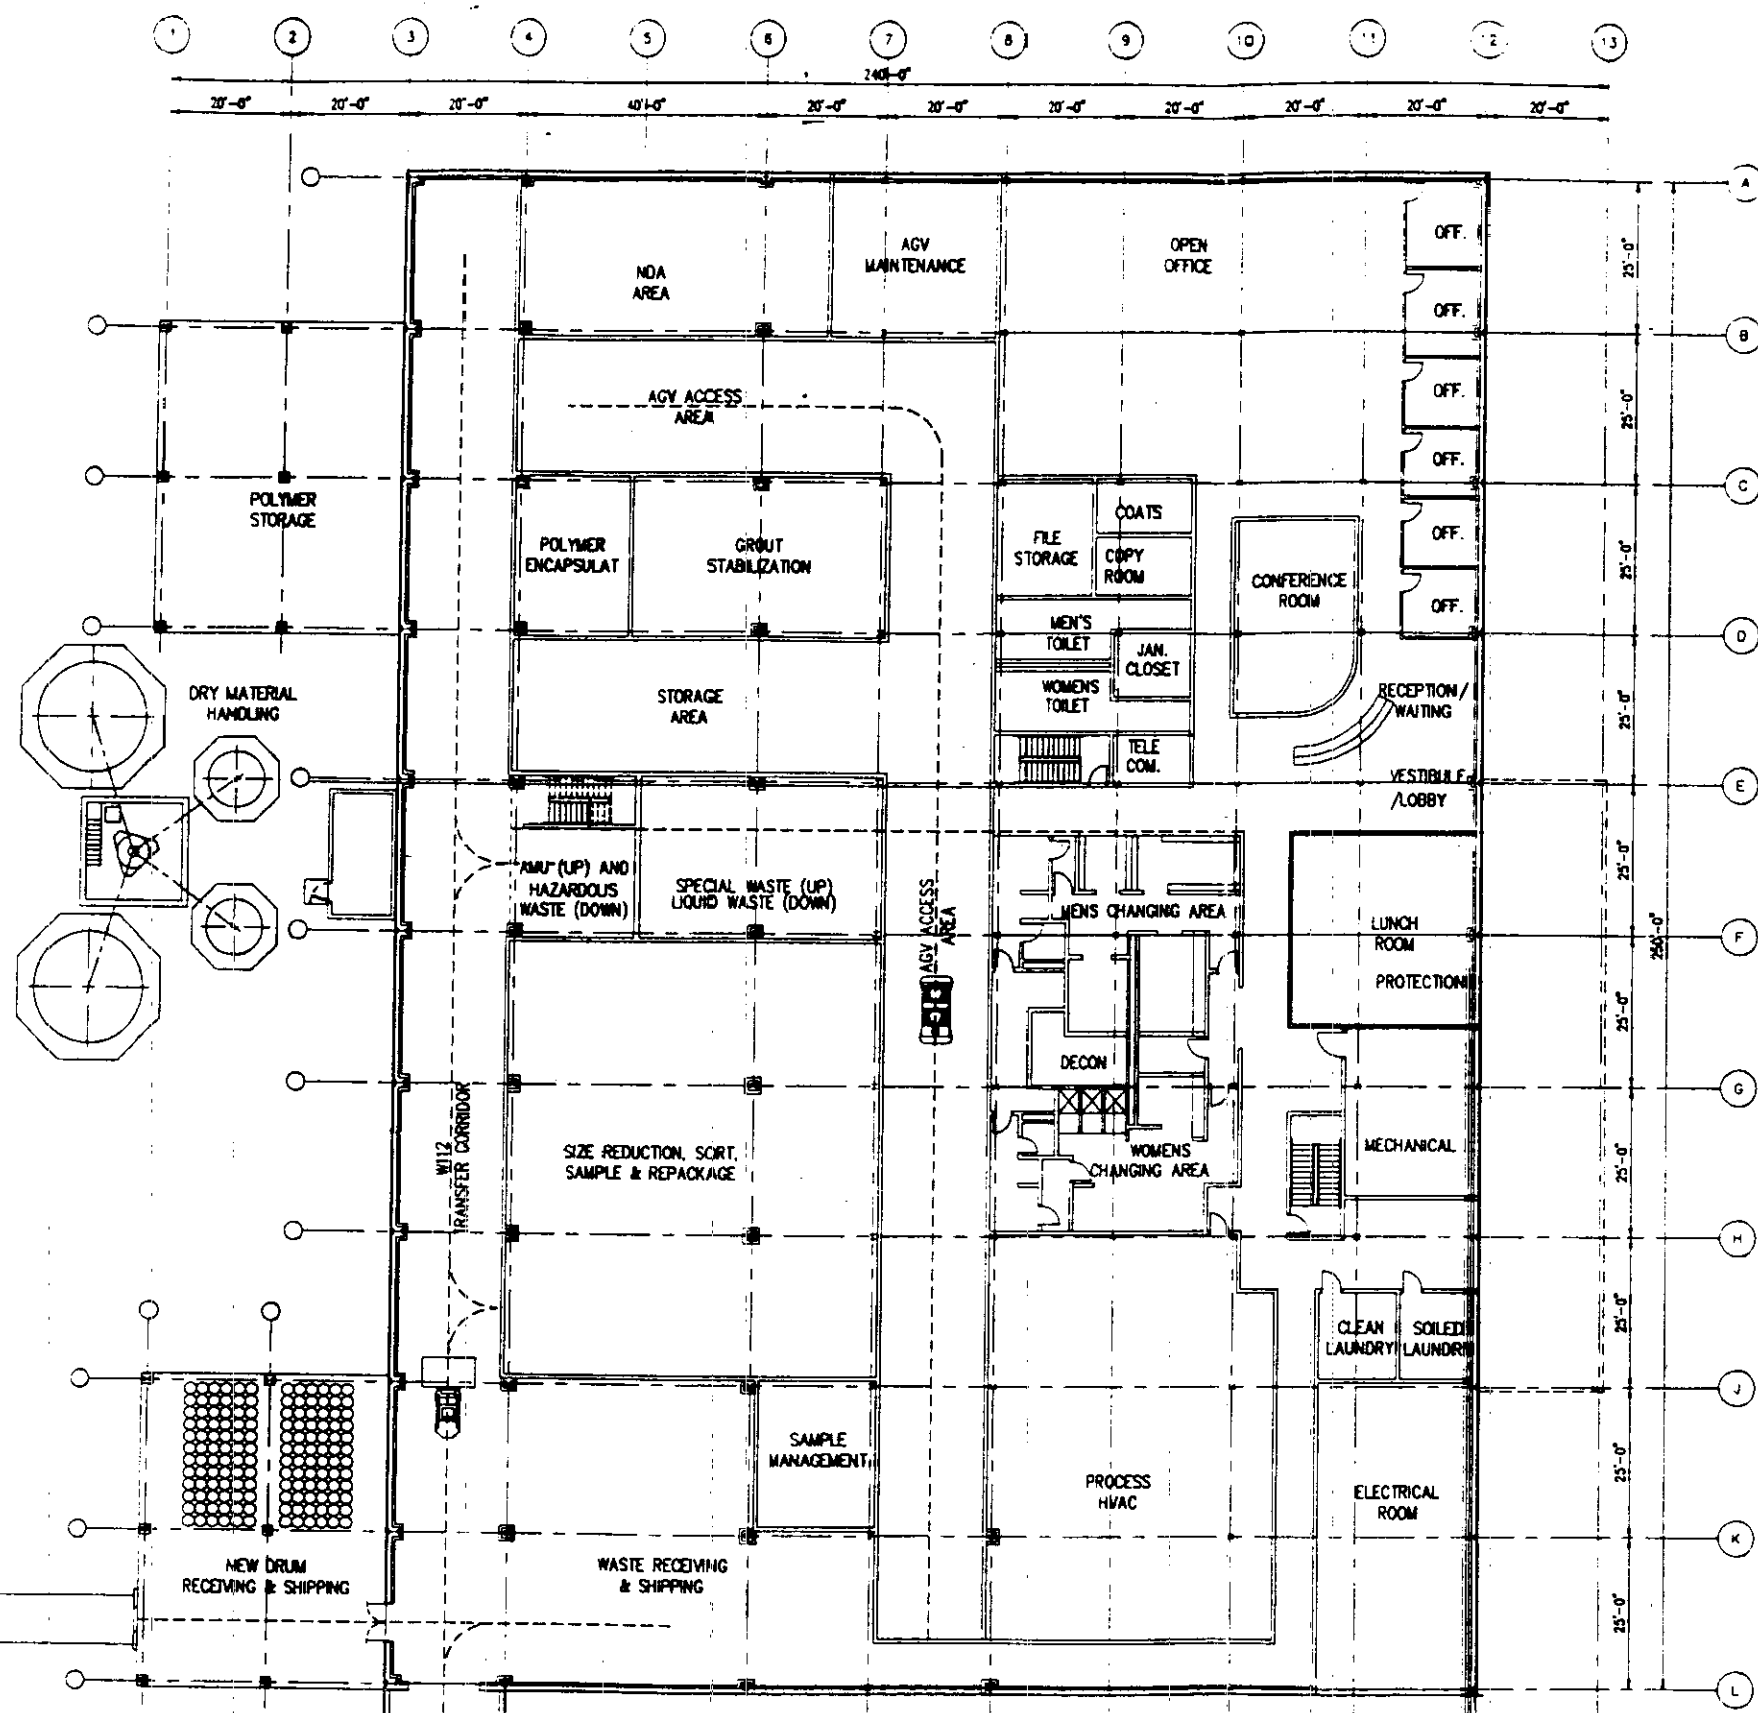 1 2 3 4 5 6 7 8 9 10 11 12 13
240'-0"
20'-0" 20'-0" 20'-0" 40'-0" 20'-0" 20'-0" 20'-0" 20'-0" 20'-0" 20'-0" 20'-0"
A
B
C
D
E
F
G
H
J
K
L
25'-0"
25'-0"
25'-0"
25'-0"
25'-0"
25'-0"
25'-0"
25'-0"
25'-0"
25'-0"
250'-0"
NDA
AREA
AGV
MAINTENANCE
OPEN
OFFICE
OFF.
OFF.
OFF.
OFF.
OFF.
OFF.
AGV ACCESS
AREA
POLYMER
STORAGE
POLYMER
ENCAPSULAT
GROUT
STABILIZATION
FILE
STORAGE
COATS
COPY
ROOM
CONFERENCE
ROOM
MEN'S
TOILET
JAN.
CLOSET
WOMENS
TOILET
TELE
COM.
RECEPTION/
WAITING
VESTIBULE
/LOBBY
DRY MATERIAL
HANDLING
STORAGE
AREA
(UP) AND
HAZARDOUS
WASTE (DOWN)
SPECIAL WASTE (UP)
LIQUID WASTE (DOWN)
AGV ACCESS
AREA
MENS CHANGING AREA
LUNCH
ROOM
PROTECTION
DECON
W112
TRANSFER CORRIDOR
SIZE REDUCTION, SORT,
SAMPLE & REPACKAGE
WOMENS
CHANGING AREA
MECHANICAL
CLEAN
LAUNDRY
SOILED
LAUNDRY
SAMPLE
MANAGEMENT
PROCESS
HVAC
ELECTRICAL
ROOM
NEW DRUM
RECEIVING & SHIPPING
WASTE RECEIVING
& SHIPPING